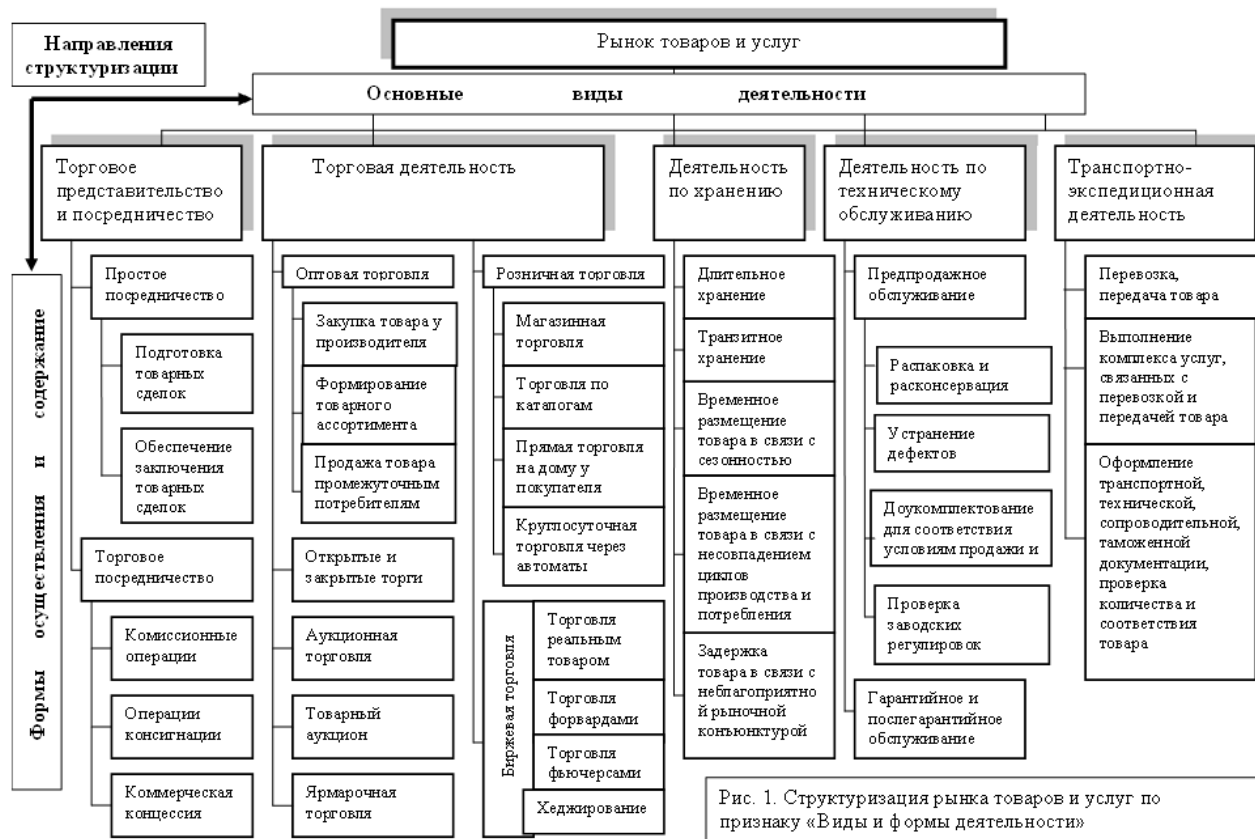 Направления
структуризации
Рынок товаров и услуг
Основные виды деятельности
Формы осуществления и содержание
Торговое
представительство
и посредничество
Простое
посредничество
Подготовка
товарных
сделок
Обеспечение
заключения
товарных
сделок
Торговое
посредничество
Комиссионные
операции
Операции
консигнации
Коммерческая
концессия
Торговая деятельность
Оптовая торговля
Закупка товара у
производителя
Формирование
товарного
ассортимента
Продажа товара
промежуточным
потребителям
Открытые и
закрытые торги
Аукционная
торговля
Товарный
аукцион
Ярмарочная
торговля
Розничная торговля
Магазинная
торговля
Торговля по
каталогам
Прямая торговля
на дому у
покупателя
Круглосуточная
торговля через
автоматы
Биржевая торговля
Торговля
реальным
товаром
Торговля
форвардами
Торговля
фьючерсами
Хеджирование
Деятельность
по хранению
Длительное
хранение
Транзитное
хранение
Временное
размещение
товара в связи с
сезонностью
Временное
размещение
товара в связи с
несовпадением
циклов
производства и
потребления
Задержка
товара в связи с
неблагоприятно
й рыночной
конъюнктурой
Деятельность по
техническому
обслуживанию
Предпродажное
обслуживание
Распаковка и
расконсервация
Устранение
дефектов
Доукомплектование
для соответствия
условиям продажи и
Проверка
заводских
регулировок
Гарантийное и
послегарантийное
обслуживание
Транспортно-
экспедиционная
деятельность
Перевозка,
передача товара
Выполнение
комплекса услуг,
связанных с
перевозкой и
передачей товара
Оформление
транспортной,
технической,
сопроводительной,
таможенной
документации,
проверка
количества и
соответствия
товара
Рис. 1. Структуризация рынка товаров и услуг по
признаку «Виды и формы деятельности»